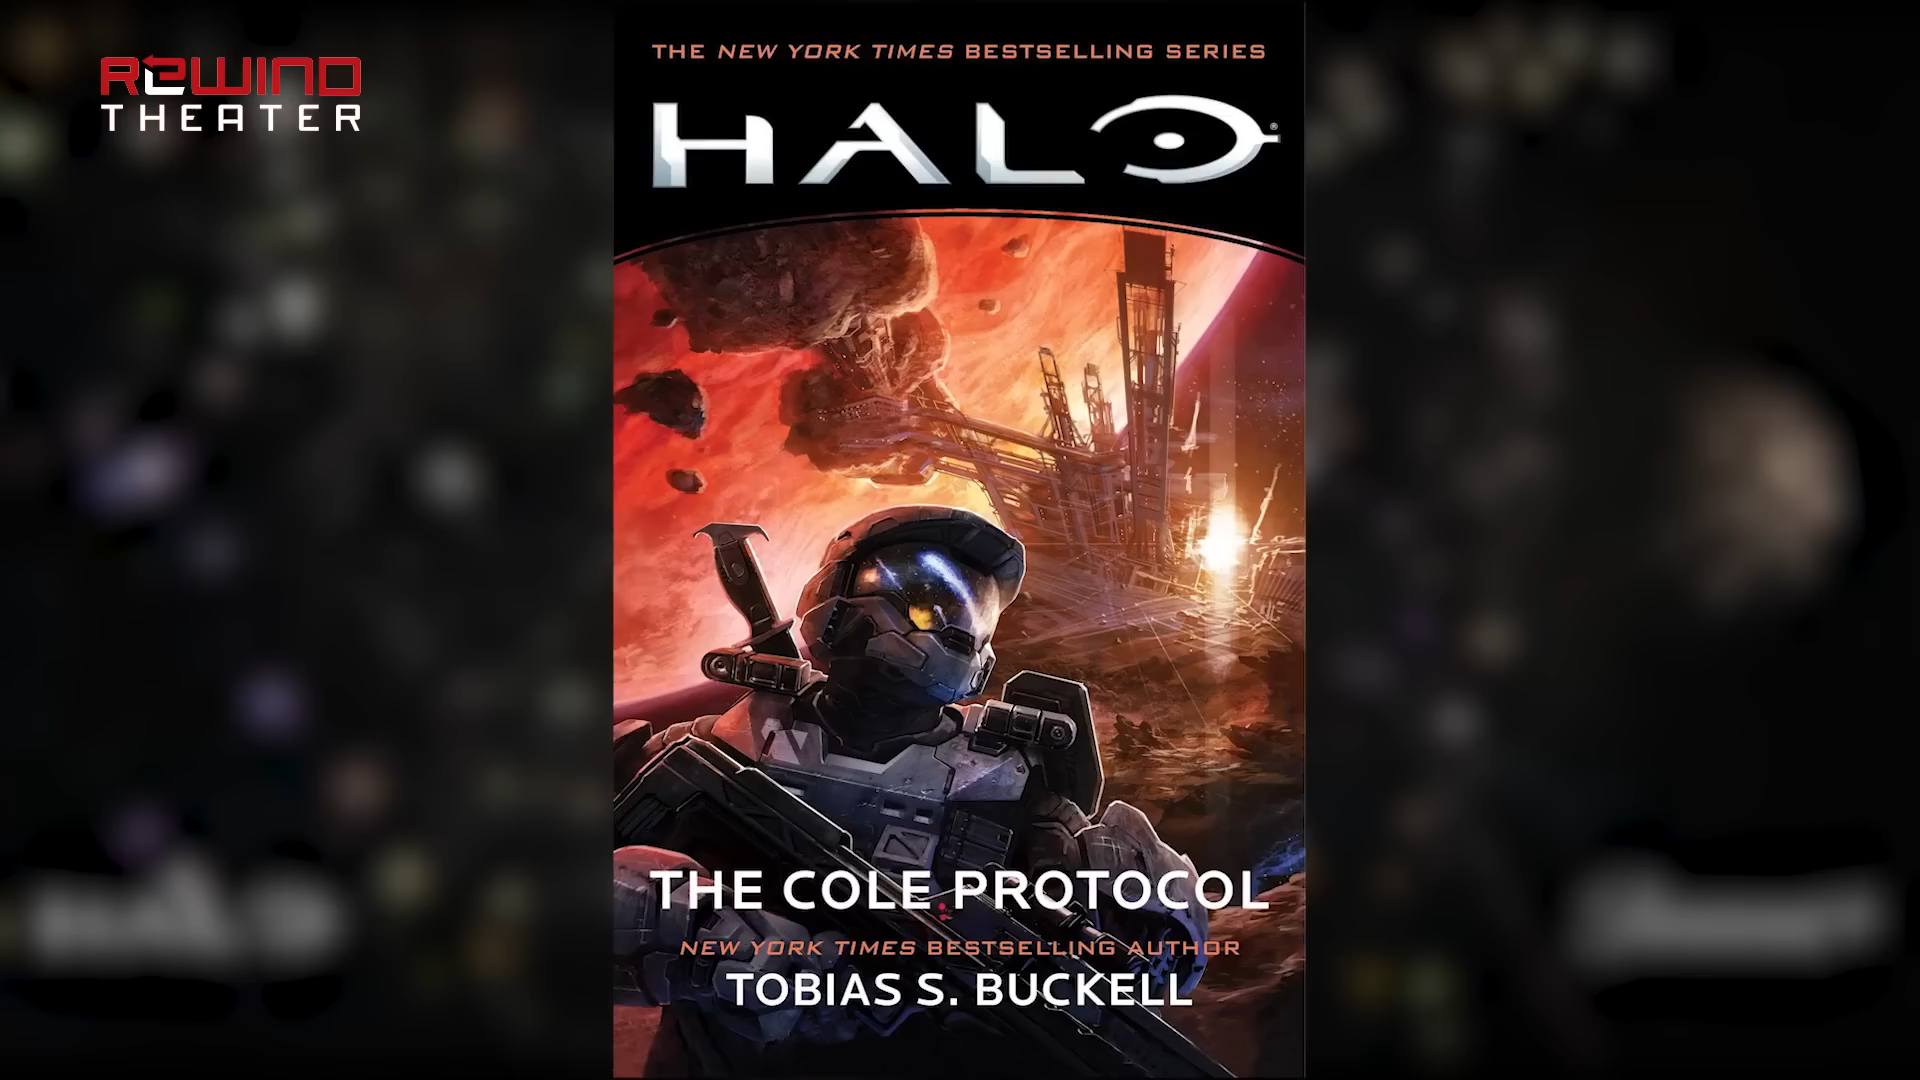 REWIND
THEATER
THE NEW YORK TIMES BESTSELLING SERIES
HALO®
THE COLE PROTOCOL
NEW YORK TIMES BESTSELLING AUTHOR
TOBIAS S. BUCKELL